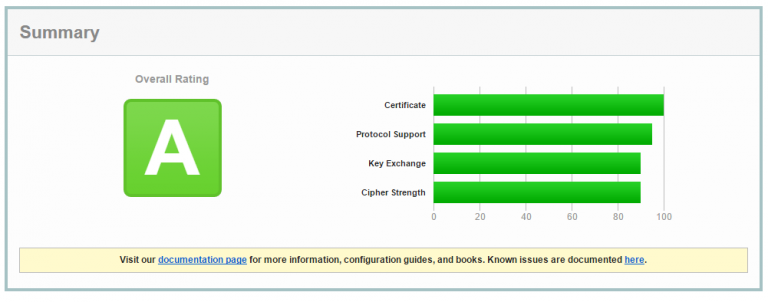 Summary
Overall Rating
A
Certificate
Protocol Support
Key Exchange
Cipher Strength
0 20 40 60 80 100
Visit our documentation page for more information, configuration guides, and books. Known issues are documented here.